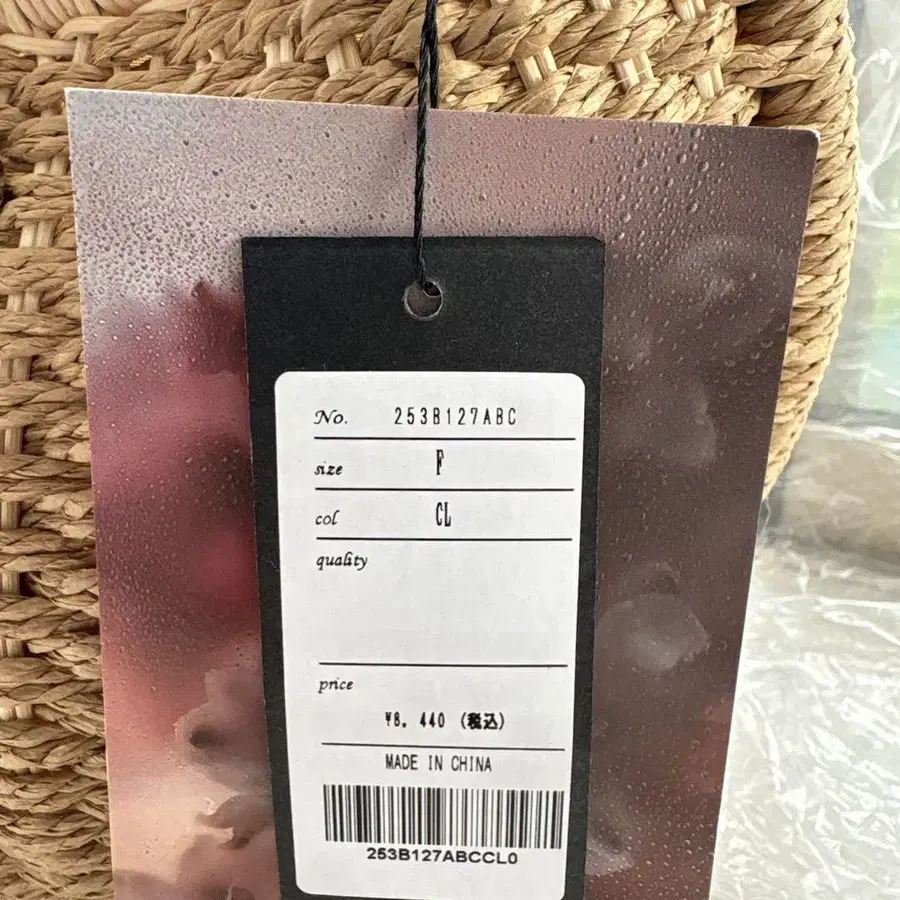 No. 253B127ABC
size F
col CL
quality
price
¥8,440 (税込)
MADE IN CHINA
253B127ABCCL0